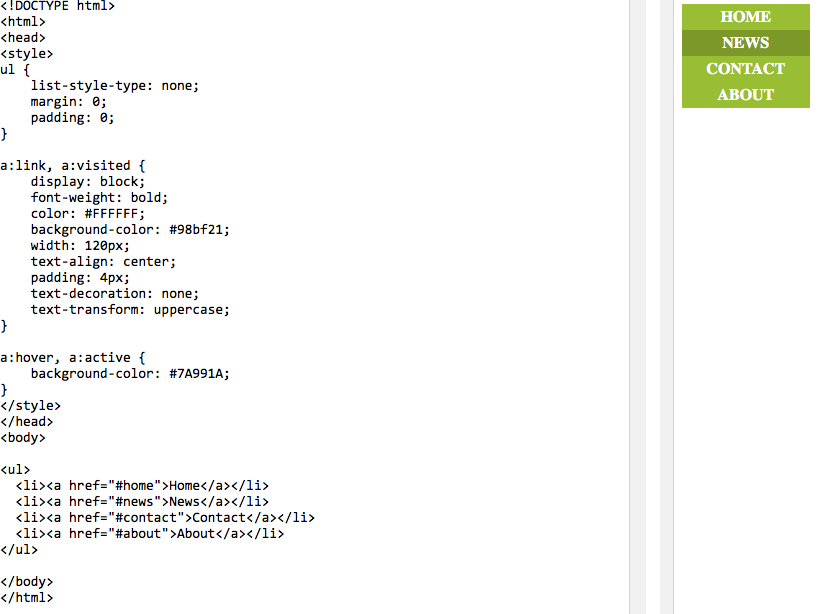 <!DOCTYPE html>
<html>
<head>
<style>
ul {
    list-style-type: none;
    margin: 0;
    padding: 0;
}

a:link, a:visited {
    display: block;
    font-weight: bold;
    color: #FFFFFF;
    background-color: #98bf21;
    width: 120px;
    text-align: center;
    padding: 4px;
    text-decoration: none;
    text-transform: uppercase;
}

a:hover, a:active {
    background-color: #7A991A;
}
</style>
</head>
<body>

<ul>
  <li><a href="#home">Home</a></li>
  <li><a href="#news">News</a></li>
  <li><a href="#contact">Contact</a></li>
  <li><a href="#about">About</a></li>
</ul>

</body>
</html>
HOME
NEWS
CONTACT
ABOUT